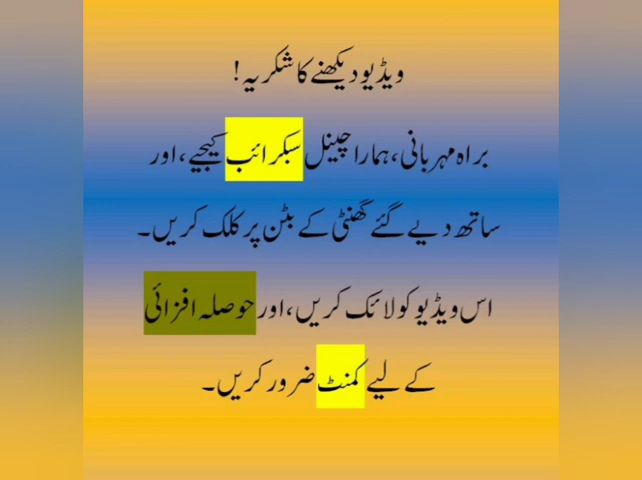 ویڈیو دیکھنے کا شکریہ!
براہ مہربانی، ہمارا چینل سبکرائب کیجیے، اور
ساتھ دیے گئے گھنٹی کے بٹن پر کلک کریں۔
اس ویڈیو کو لائک کریں، اور حوصلہ افزائی
کے لیے کمنٹ ضرور کریں۔